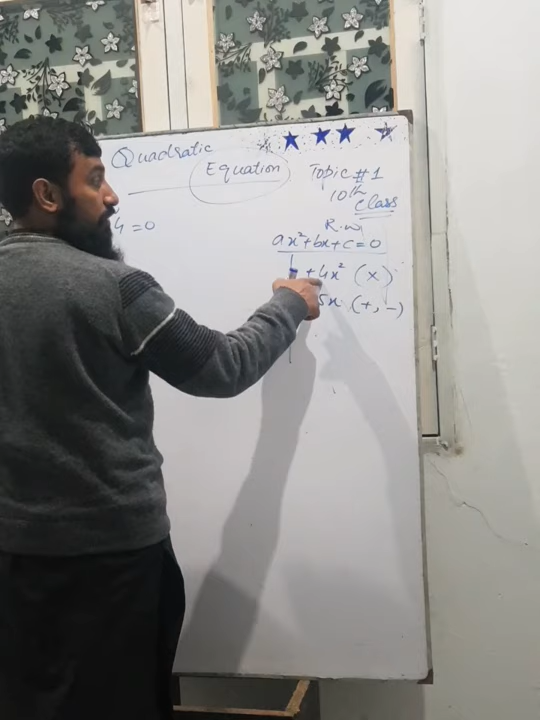 Quadratic
Equation
Topic #1
10th
Class
4 = 0
R.w
ax²+bx+c=0
+4x² (x)
5x (+,-)